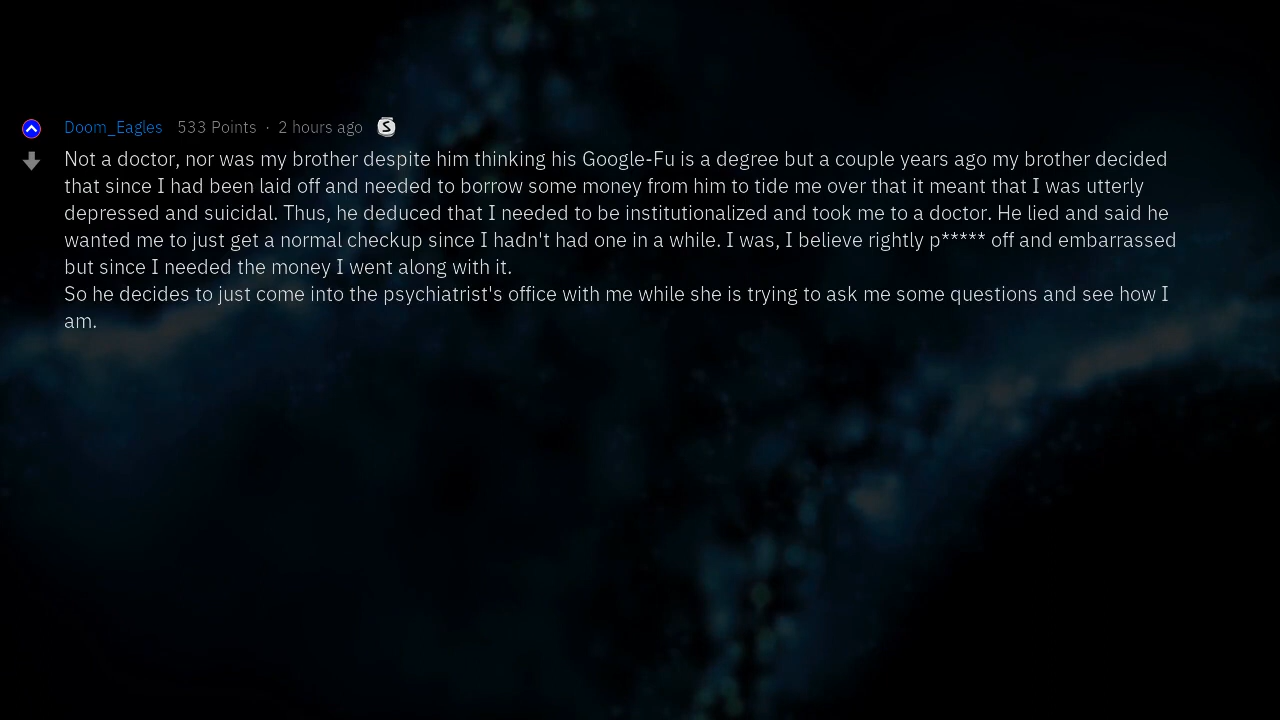 Doom_Eagles 533 Points · 2 hours ago S
Not a doctor, nor was my brother despite him thinking his Google-Fu is a degree but a couple years ago my brother decided
that since I had been laid off and needed to borrow some money from him to tide me over that it meant that I was utterly
depressed and suicidal. Thus, he deduced that I needed to be institutionalized and took me to a doctor. He lied and said he
wanted me to just get a normal checkup since I hadn't had one in a while. I was, I believe rightly p***** off and embarrassed
but since I needed the money I went along with it.
So he decides to just come into the psychiatrist's office with me while she is trying to ask me some questions and see how I
am.